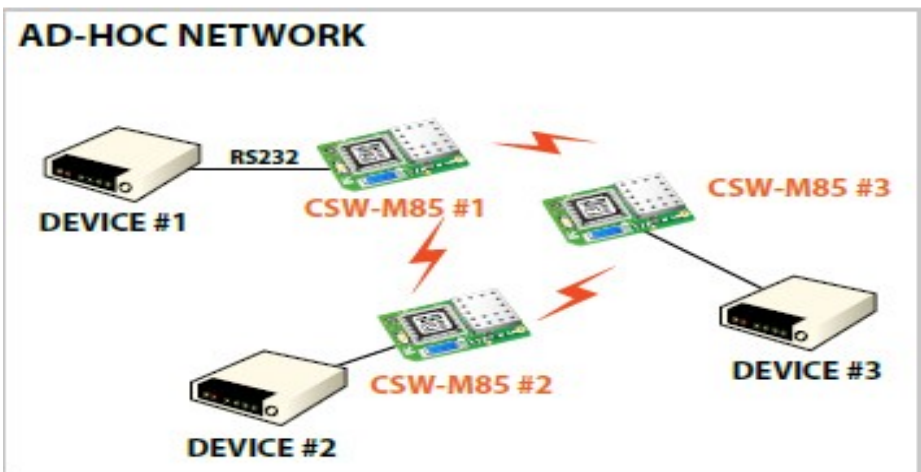 AD-HOC NETWORK
RS232
CSW-M85 #1
DEVICE #1
CSW-M85 #3
CSW-M85 #2
DEVICE #3
DEVICE #2